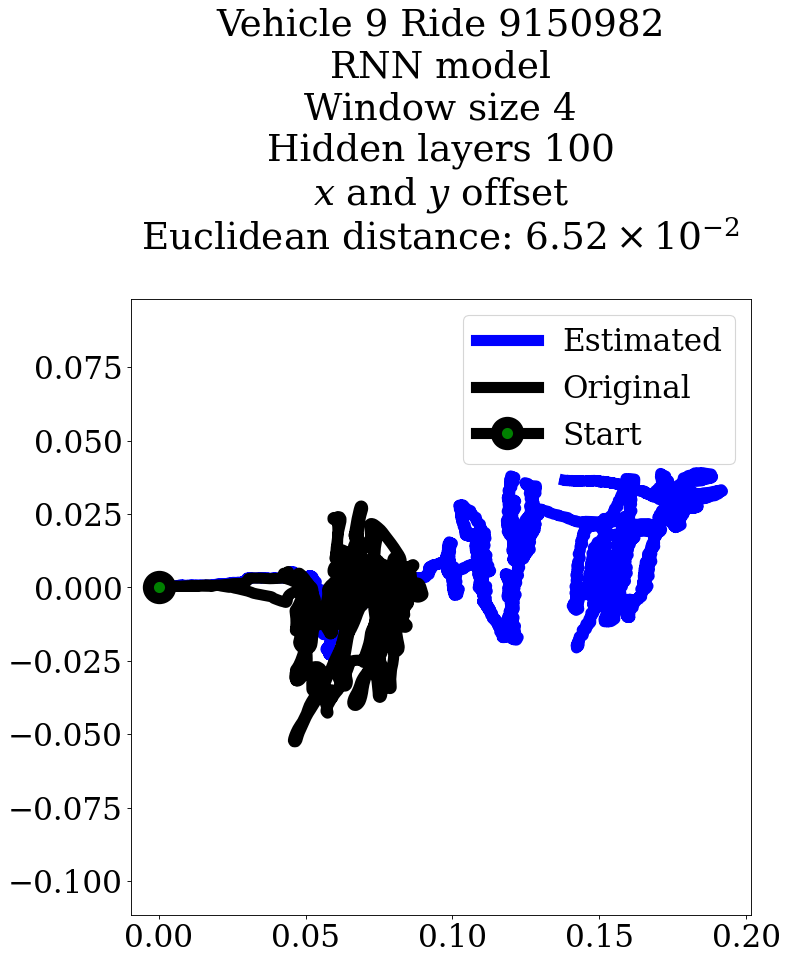 Vehicle 9 Ride 9150982
RNN model
Window size 4
Hidden layers 100
x and y offset
Euclidean distance: 6.52 × 10⁻²
Estimated
Original
Start
0.075
0.050
0.025
0.000
−0.025
−0.050
−0.075
−0.100
0.00 0.05 0.10 0.15 0.20